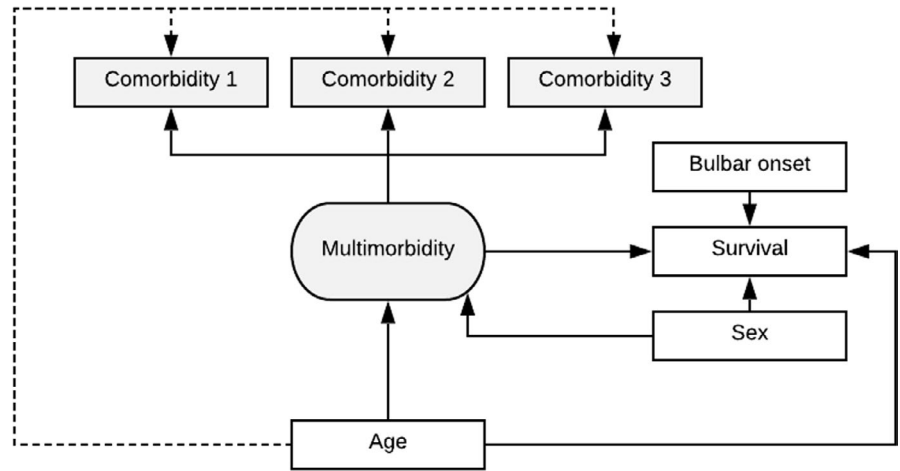 Comorbidity 1
Comorbidity 2
Comorbidity 3
Bulbar onset
Multimorbidity
Survival
Sex
Age